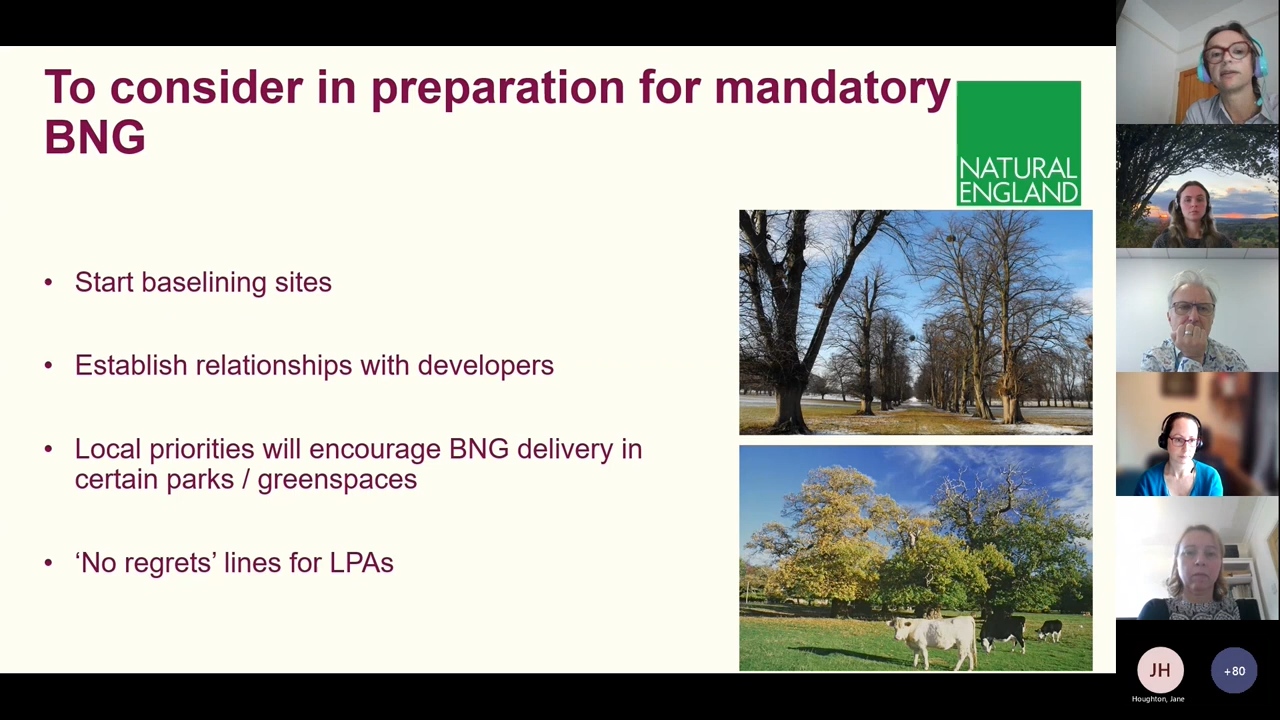 To consider in preparation for mandatory
BNG
NATURAL
ENGLAND
• Start baselining sites
• Establish relationships with developers
• Local priorities will encourage BNG delivery in
certain parks / greenspaces
• ‘No regrets’ lines for LPAs
JH
+80
Houghton, Jane